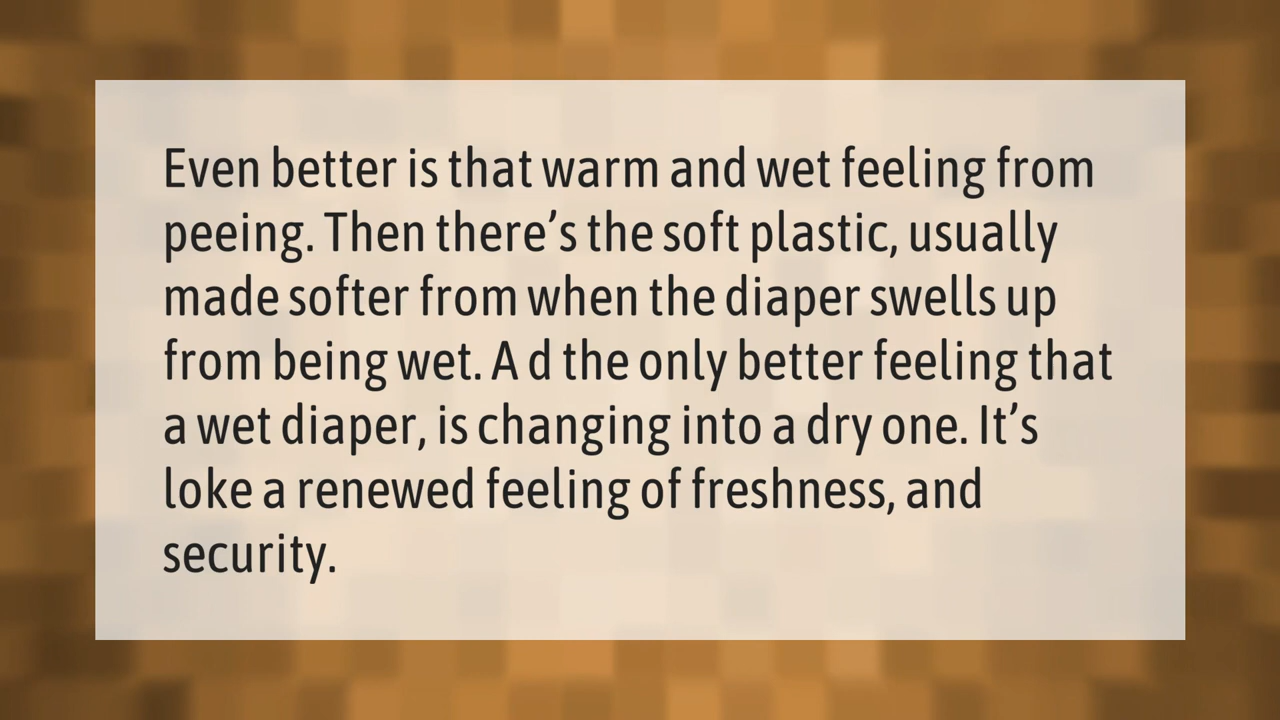 Even better is that warm and wet feeling from
peeing. Then there’s the soft plastic, usually
made softer from when the diaper swells up
from being wet. A d the only better feeling that
a wet diaper, is changing into a dry one. It’s
loke a renewed feeling of freshness, and
security.